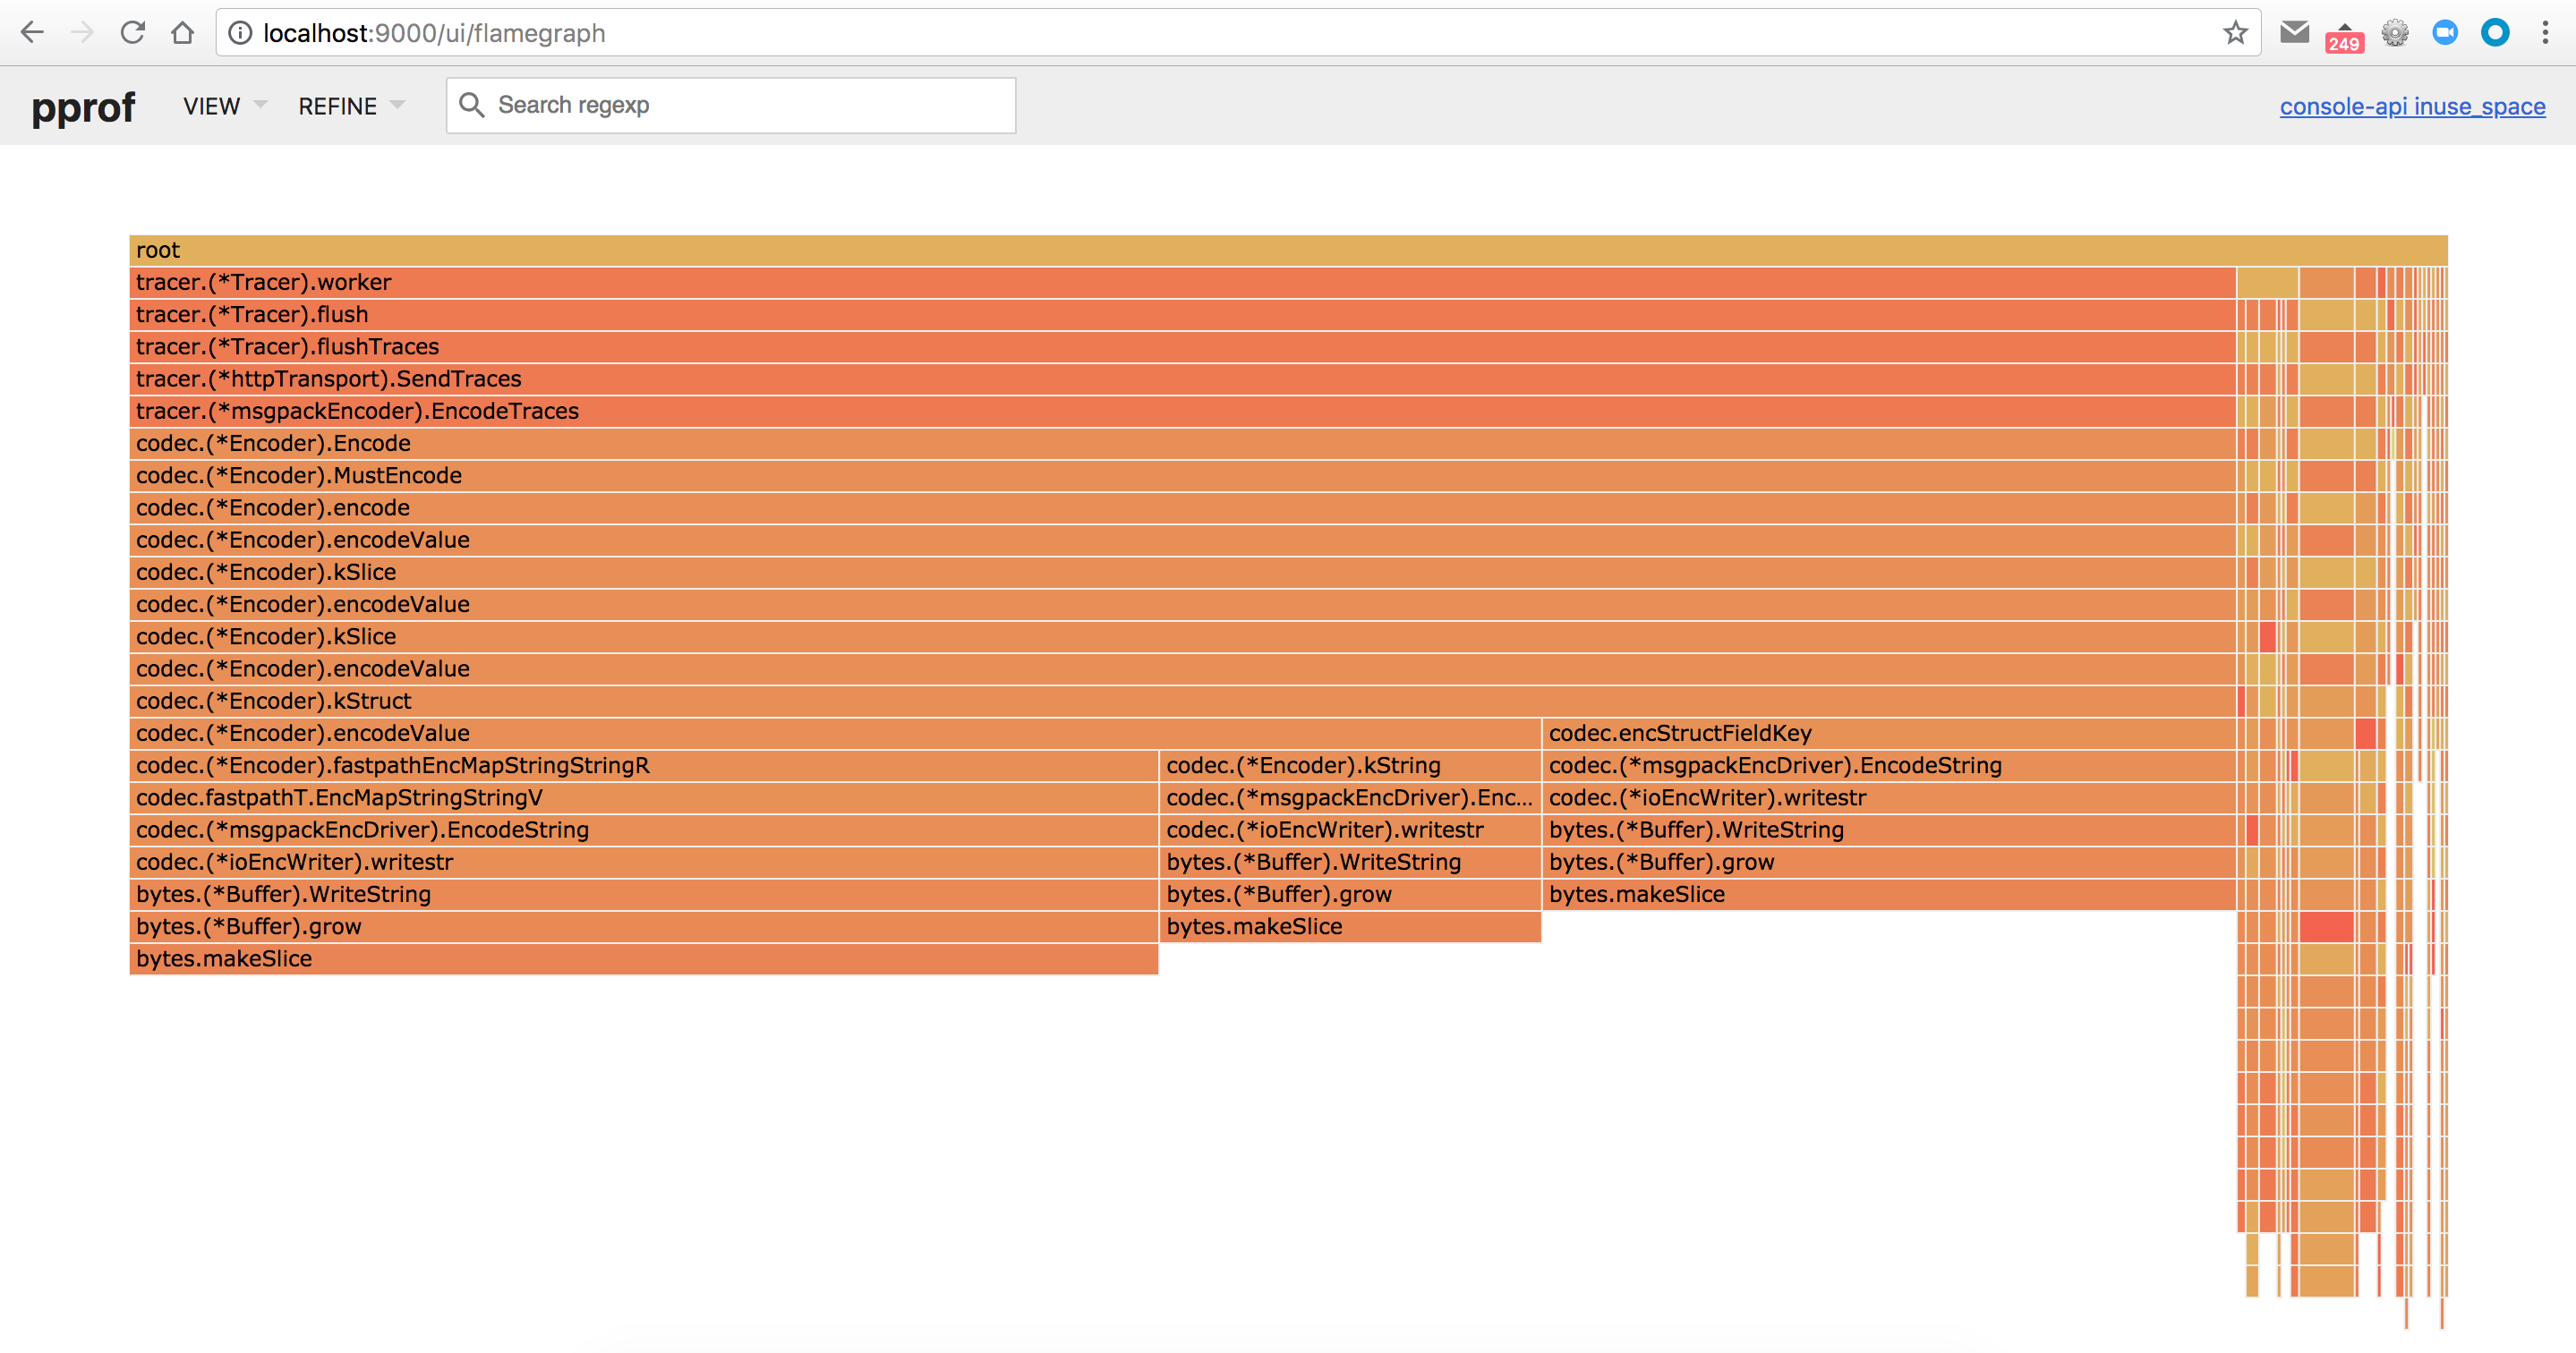 localhost:9000/ui/flamegraph
249
pprof VIEW REFINE Search regexp console-api inuse_space
root
tracer.(*Tracer).worker
tracer.(*Tracer).flush
tracer.(*Tracer).flushTraces
tracer.(*httpTransport).SendTraces
tracer.(*msgpackEncoder).EncodeTraces
codec.(*Encoder).Encode
codec.(*Encoder).MustEncode
codec.(*Encoder).encode
codec.(*Encoder).encodeValue
codec.(*Encoder).kSlice
codec.(*Encoder).encodeValue
codec.(*Encoder).kSlice
codec.(*Encoder).encodeValue
codec.(*Encoder).kStruct
codec.(*Encoder).encodeValue codec.encStructFieldKey
codec.(*Encoder).fastpathEncMapStringStringR codec.(*Encoder).kString codec.(*msgpackEncDriver).EncodeString
codec.fastpathT.EncMapStringStringV codec.(*msgpackEncDriver).Enc... codec.(*ioEncWriter).writestr
codec.(*msgpackEncDriver).EncodeString codec.(*ioEncWriter).writestr bytes.(*Buffer).WriteString
codec.(*ioEncWriter).writestr bytes.(*Buffer).WriteString bytes.(*Buffer).grow
bytes.(*Buffer).WriteString bytes.(*Buffer).grow bytes.makeSlice
bytes.(*Buffer).grow bytes.makeSlice
bytes.makeSlice